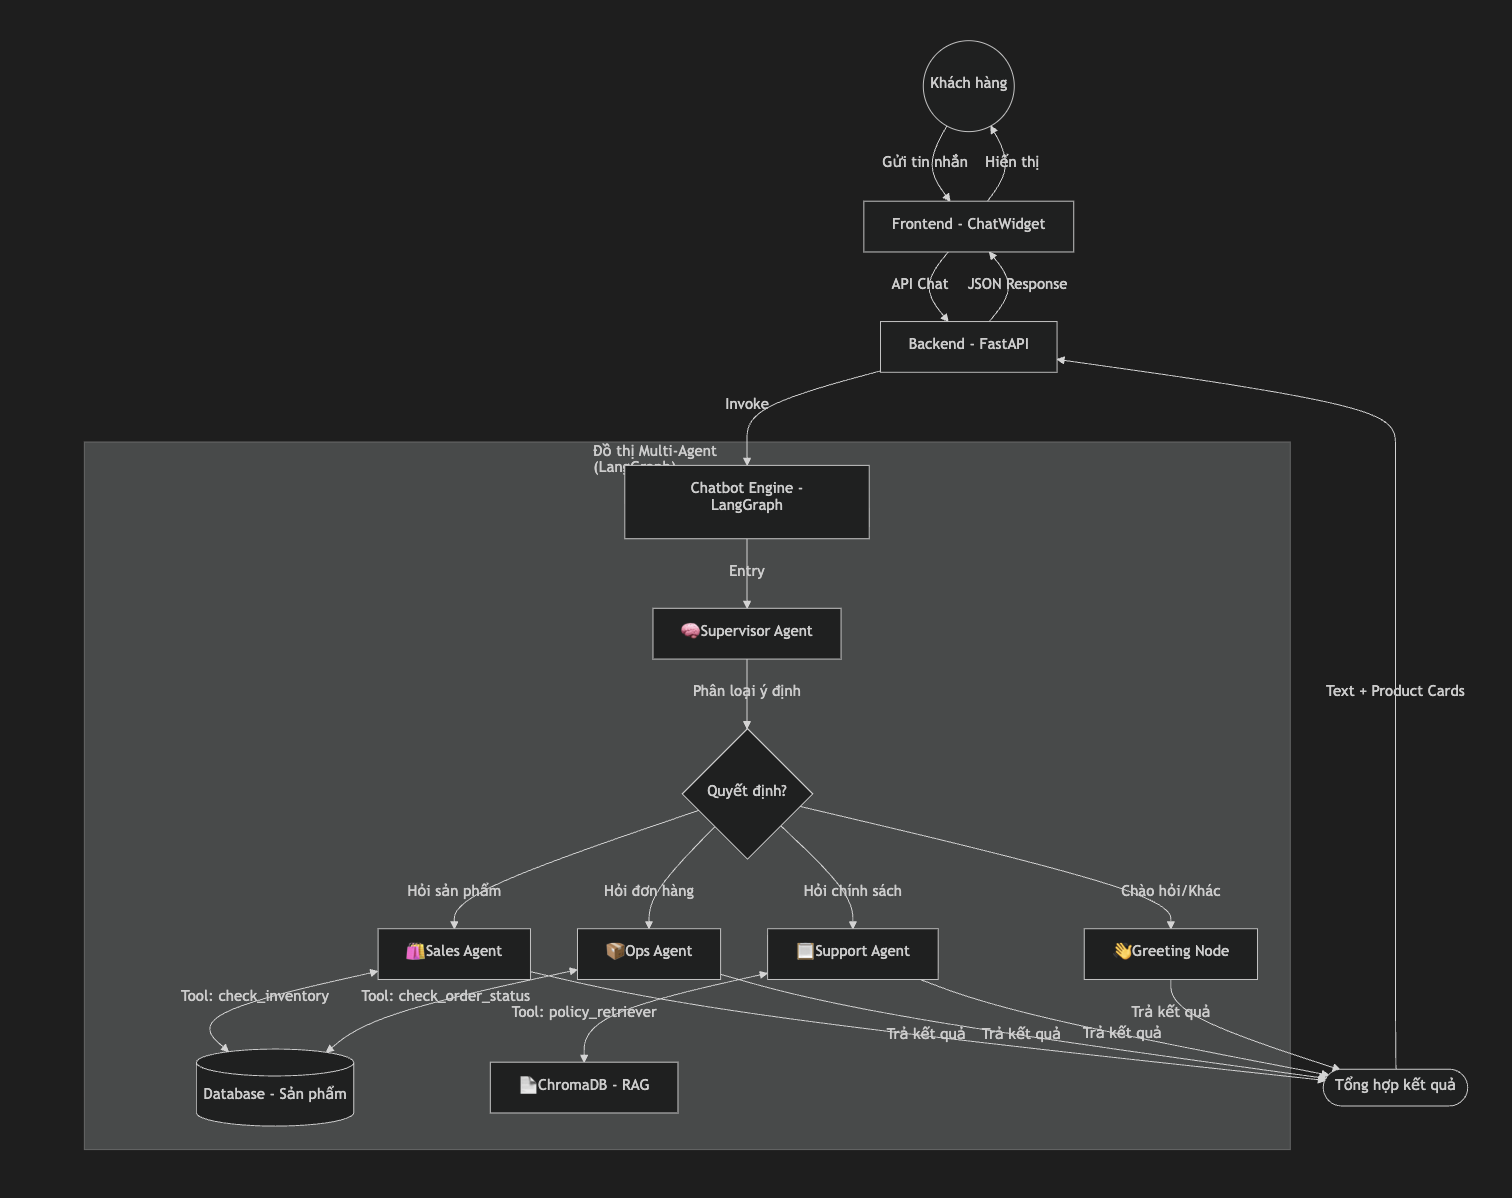 Khách hàng
Gửi tin nhắn
Hiển thị
Frontend - ChatWidget
API Chat
JSON Response
Backend - FastAPI
Invoke
Đồ thị Multi-Agent
(LangGraph)
Chatbot Engine -
LangGraph
Entry
Supervisor Agent
Phân loại ý định
Text + Product Cards
Quyết định?
Hỏi sản phẩm
Hỏi đơn hàng
Hỏi chính sách
Chào hỏi/Khác
Sales Agent
Ops Agent
Support Agent
Greeting Node
Tool: check_inventory
Tool: check_order_status
Tool: policy_retriever
Trả kết quả
Trả kết quả
Trả kết quả
Trả kết quả
Database - Sản phẩm
ChromaDB - RAG
Tổng hợp kết quả